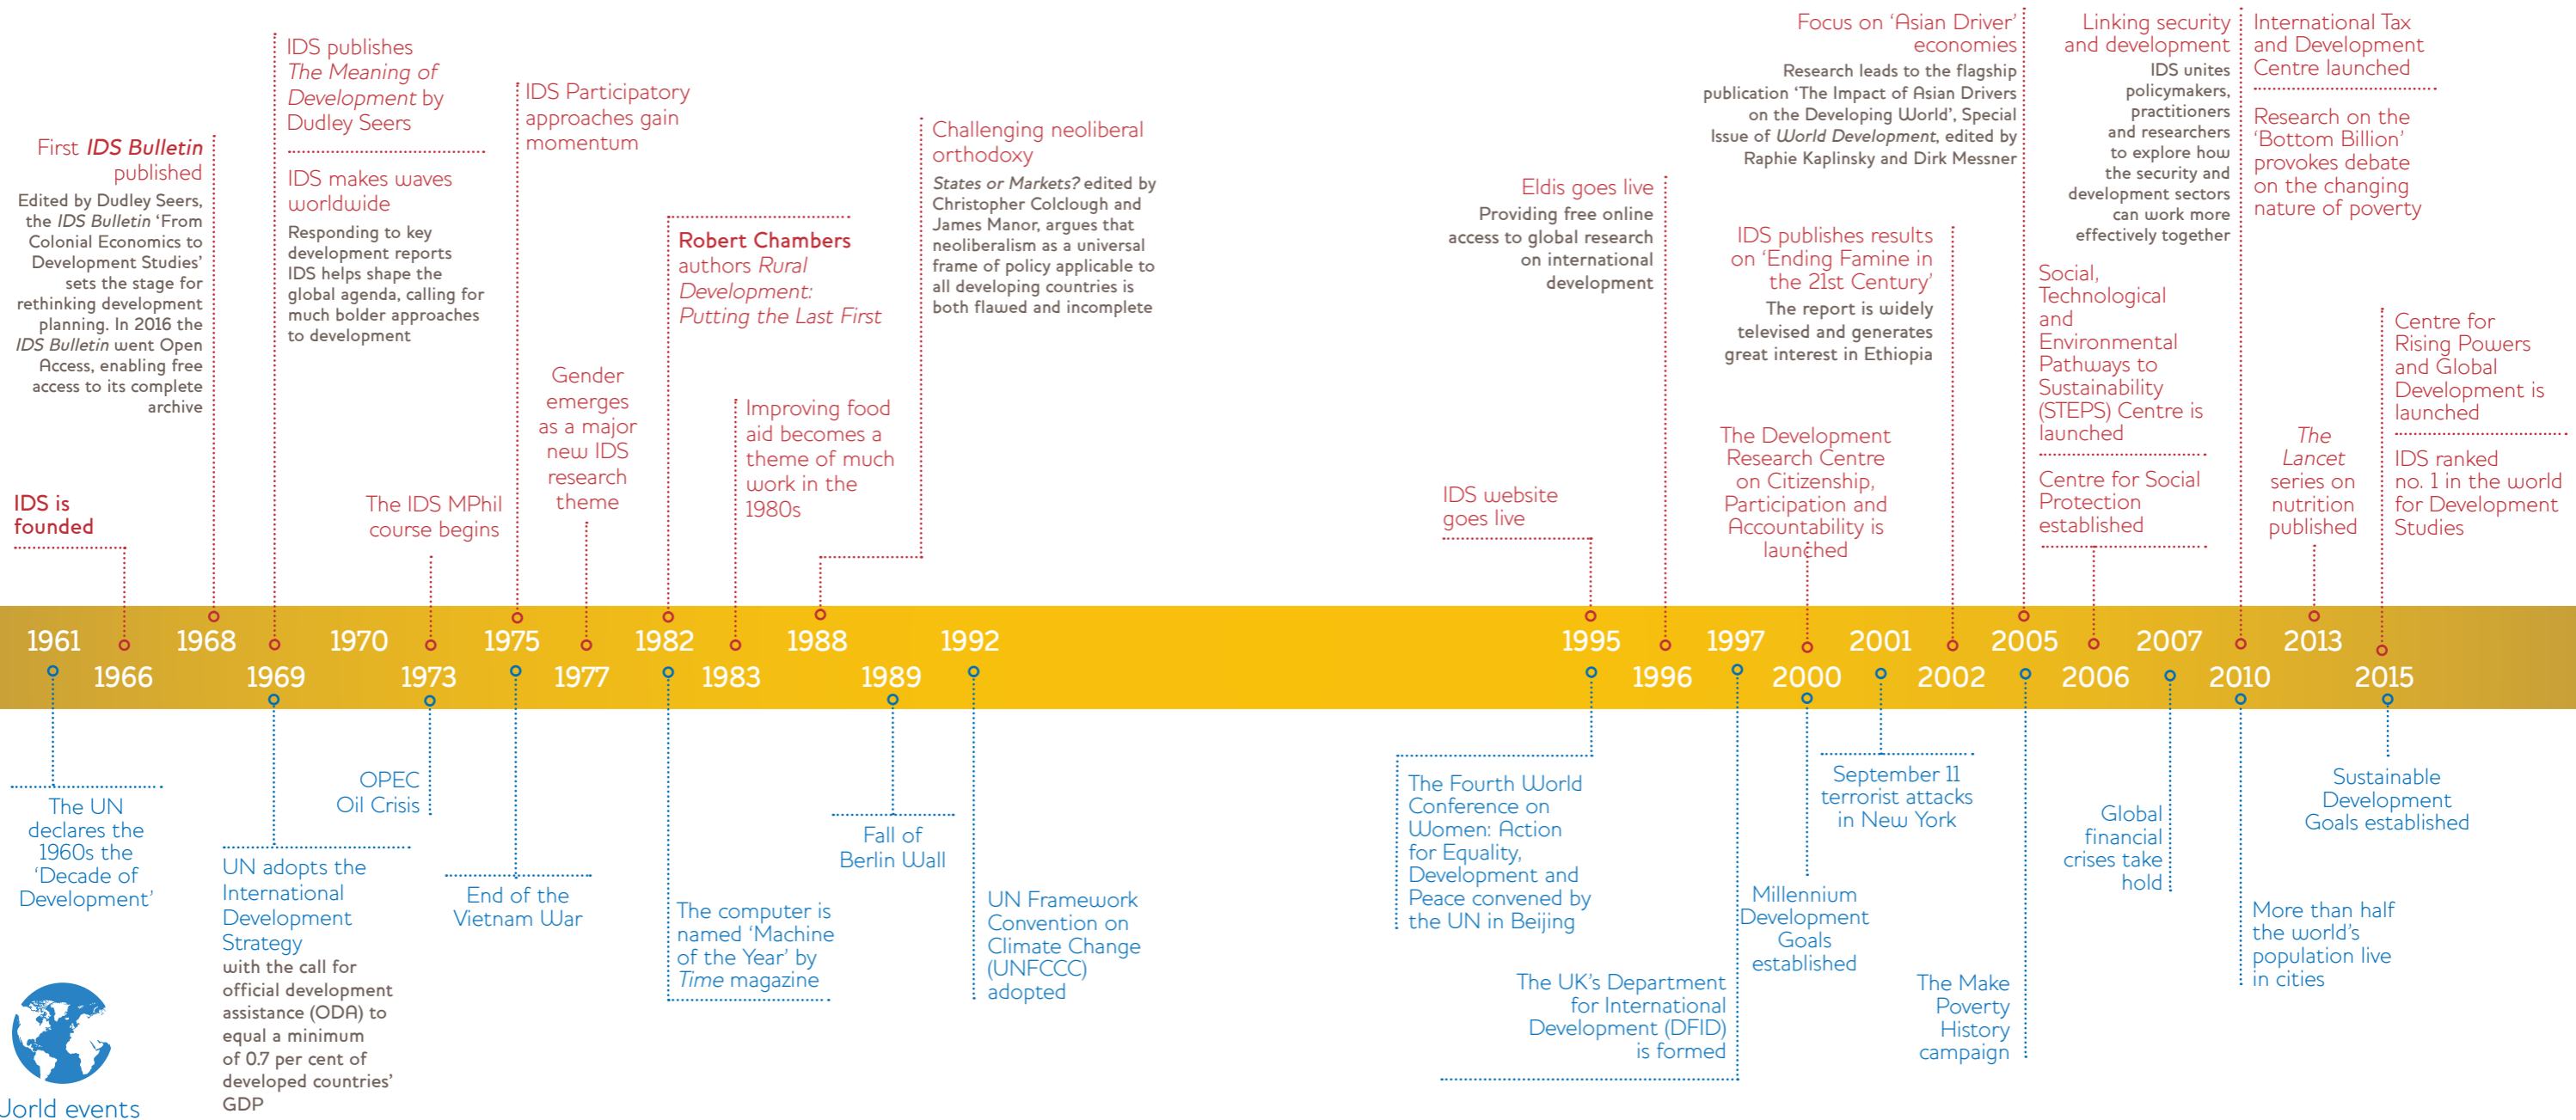 IDS is
founded
First IDS Bulletin
published
Edited by Dudley Seers,
the IDS Bulletin ‘From
Colonial Economics to
Development Studies’
sets the stage for
rethinking development
planning. In 2016 the
IDS Bulletin went Open
Access, enabling free
access to its complete
archive
IDS publishes
The Meaning of
Development by
Dudley Seers
IDS makes waves
worldwide
Responding to key
development reports
IDS helps shape the
global agenda, calling for
much bolder approaches
to development
The IDS MPhil
course begins
IDS Participatory
approaches gain
momentum
Gender
emerges
as a major
new IDS
research
theme
Robert Chambers
authors Rural
Development:
Putting the Last First
Improving food
aid becomes a
theme of much
work in the
1980s
Challenging neoliberal
orthodoxy
States or Markets? edited by
Christopher Colclough and
James Manor, argues that
neoliberalism as a universal
frame of policy applicable to
all developing countries is
both flawed and incomplete
IDS website
goes live
Eldis goes live
Providing free online
access to global research
on international
development
The Development
Research Centre
on Citizenship,
Participation and
Accountability is
launched
IDS publishes results
on ‘Ending Famine in
the 21st Century’
The report is widely
televised and generates
great interest in Ethiopia
Focus on ‘Asian Driver’
economies
Research leads to the flagship
publication ‘The Impact of Asian Drivers
on the Developing World’, Special
Issue of World Development, edited by
Raphie Kaplinsky and Dirk Messner
Social,
Technological
and
Environmental
Pathways to
Sustainability
(STEPS) Centre is
launched
Centre for Social
Protection
established
Linking security
and development
IDS unites
policymakers,
practitioners
and researchers
to explore how
the security and
development sectors
can work more
effectively together
International Tax
and Development
Centre launched
Research on the
‘Bottom Billion’
provokes debate
on the changing
nature of poverty
The
Lancet
series on
nutrition
published
Centre for
Rising Powers
and Global
Development is
launched
IDS ranked
no. 1 in the world
for Development
Studies
1961 1968 1970 1975 1982 1988 1992 1995 1997 2001 2005 2007 2013
1966 1969 1973 1977 1983 1989 1996 2000 2002 2006 2010 2015
The UN
declares the
1960s the
‘Decade of
Development’
UN adopts the
International
Development
Strategy
with the call for
official development
assistance (ODA) to
equal a minimum
of 0.7 per cent of
developed countries’
GDP
OPEC
Oil Crisis
End of the
Vietnam War
The computer is
named ‘Machine
of the Year’ by
Time magazine
Fall of
Berlin Wall
UN Framework
Convention on
Climate Change
(UNFCCC)
adopted
The Fourth World
Conference on
Women: Action
for Equality,
Development and
Peace convened by
the UN in Beijing
The UK’s Department
for International
Development (DFID)
is formed
Millennium
Development
Goals
established
September 11
terrorist attacks
in New York
The Make
Poverty
History
campaign
Global
financial
crises take
hold
More than half
the world’s
population live
in cities
Sustainable
Development
Goals established
World events